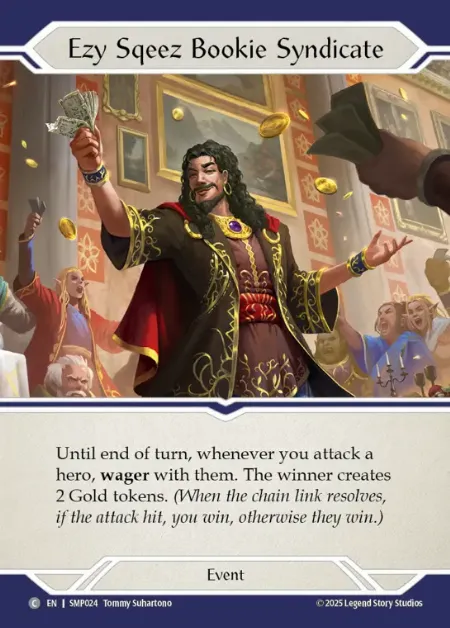 Ezy Sqeez Bookie Syndicate
Until end of turn, whenever you attack a
hero, wager with them. The winner creates
2 Gold tokens. (When the chain link resolves,
if the attack hit, you win, otherwise they win.)
Event
C EN | SMP024 Tommy Suhartono
© 2025 Legend Story Studios